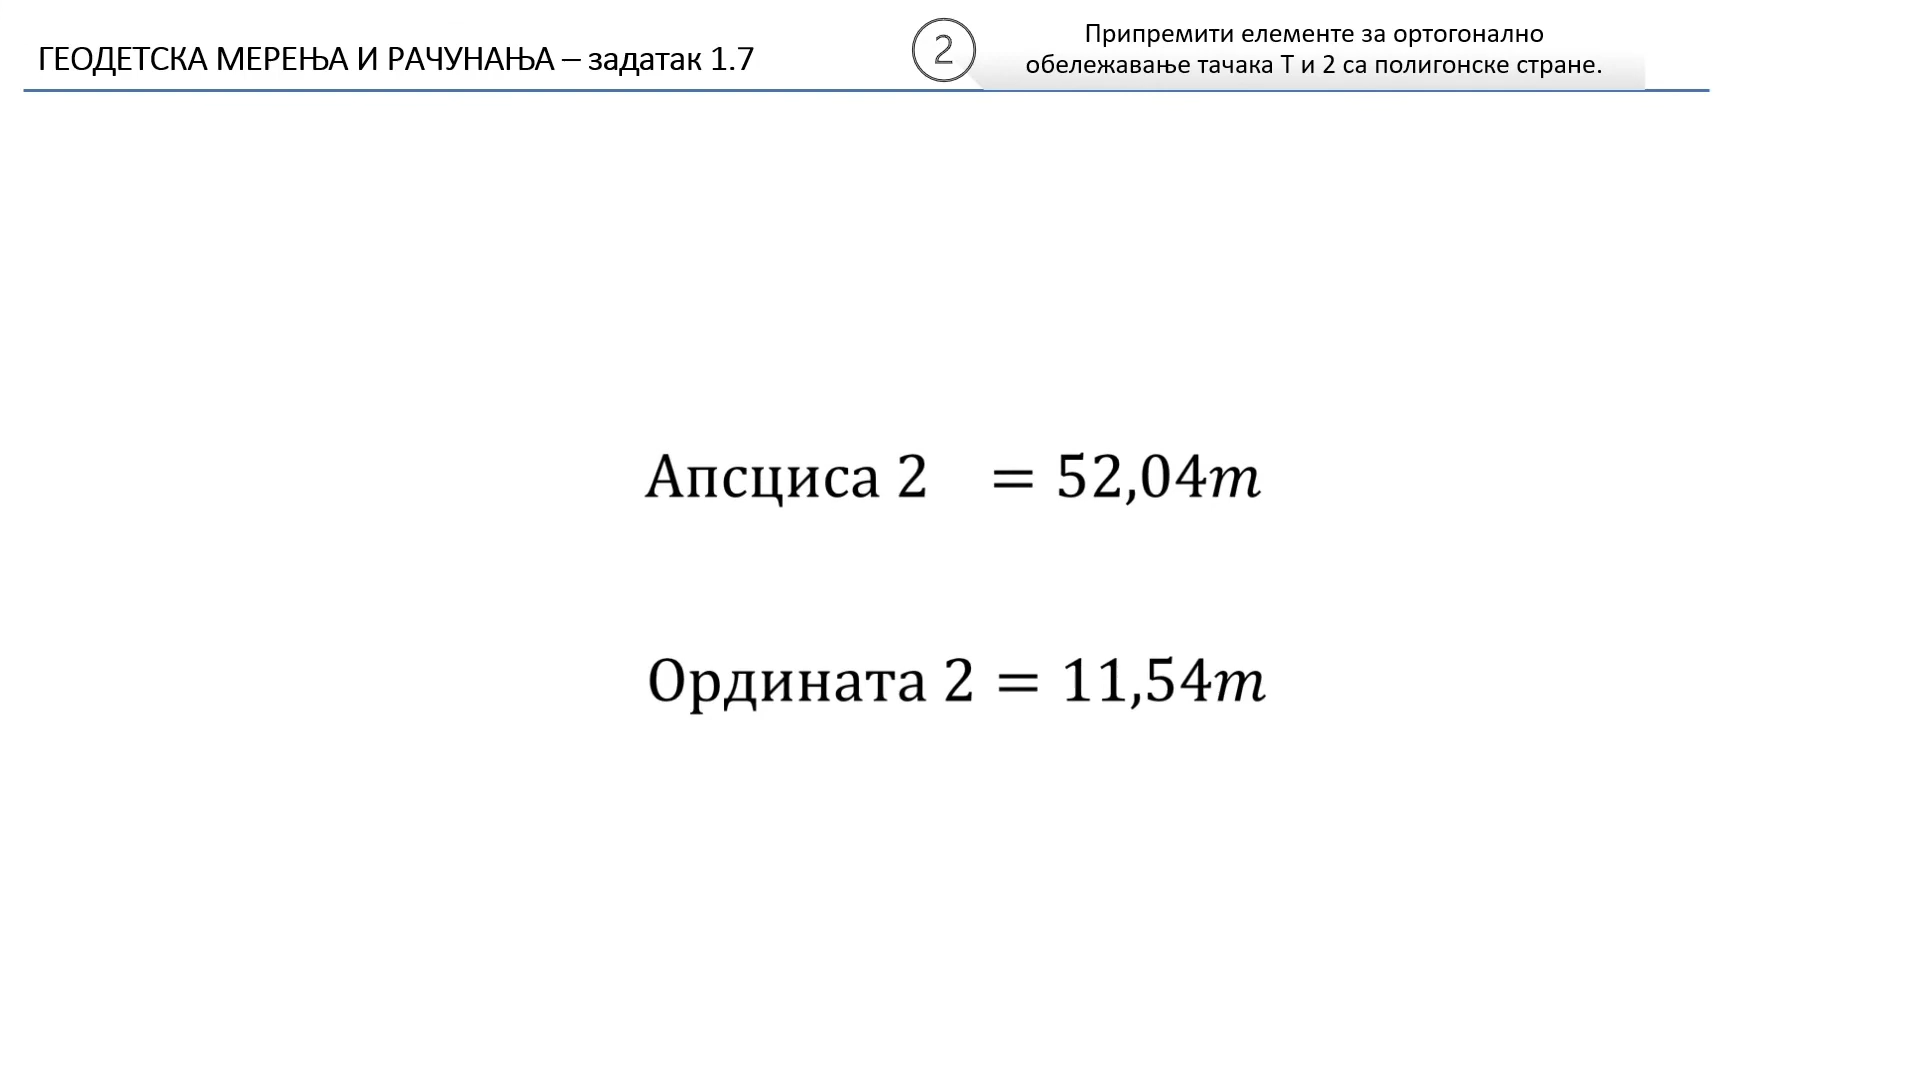 ГЕОДЕТСКА МЕРЕЊА И РАЧУНАЊА – задатак 1.7
2
Припремити елементе за ортогонално
обележавање тачака Т и 2 са полигонске стране.
Апсциса 2 = 52,04m
Ордината 2 = 11,54m